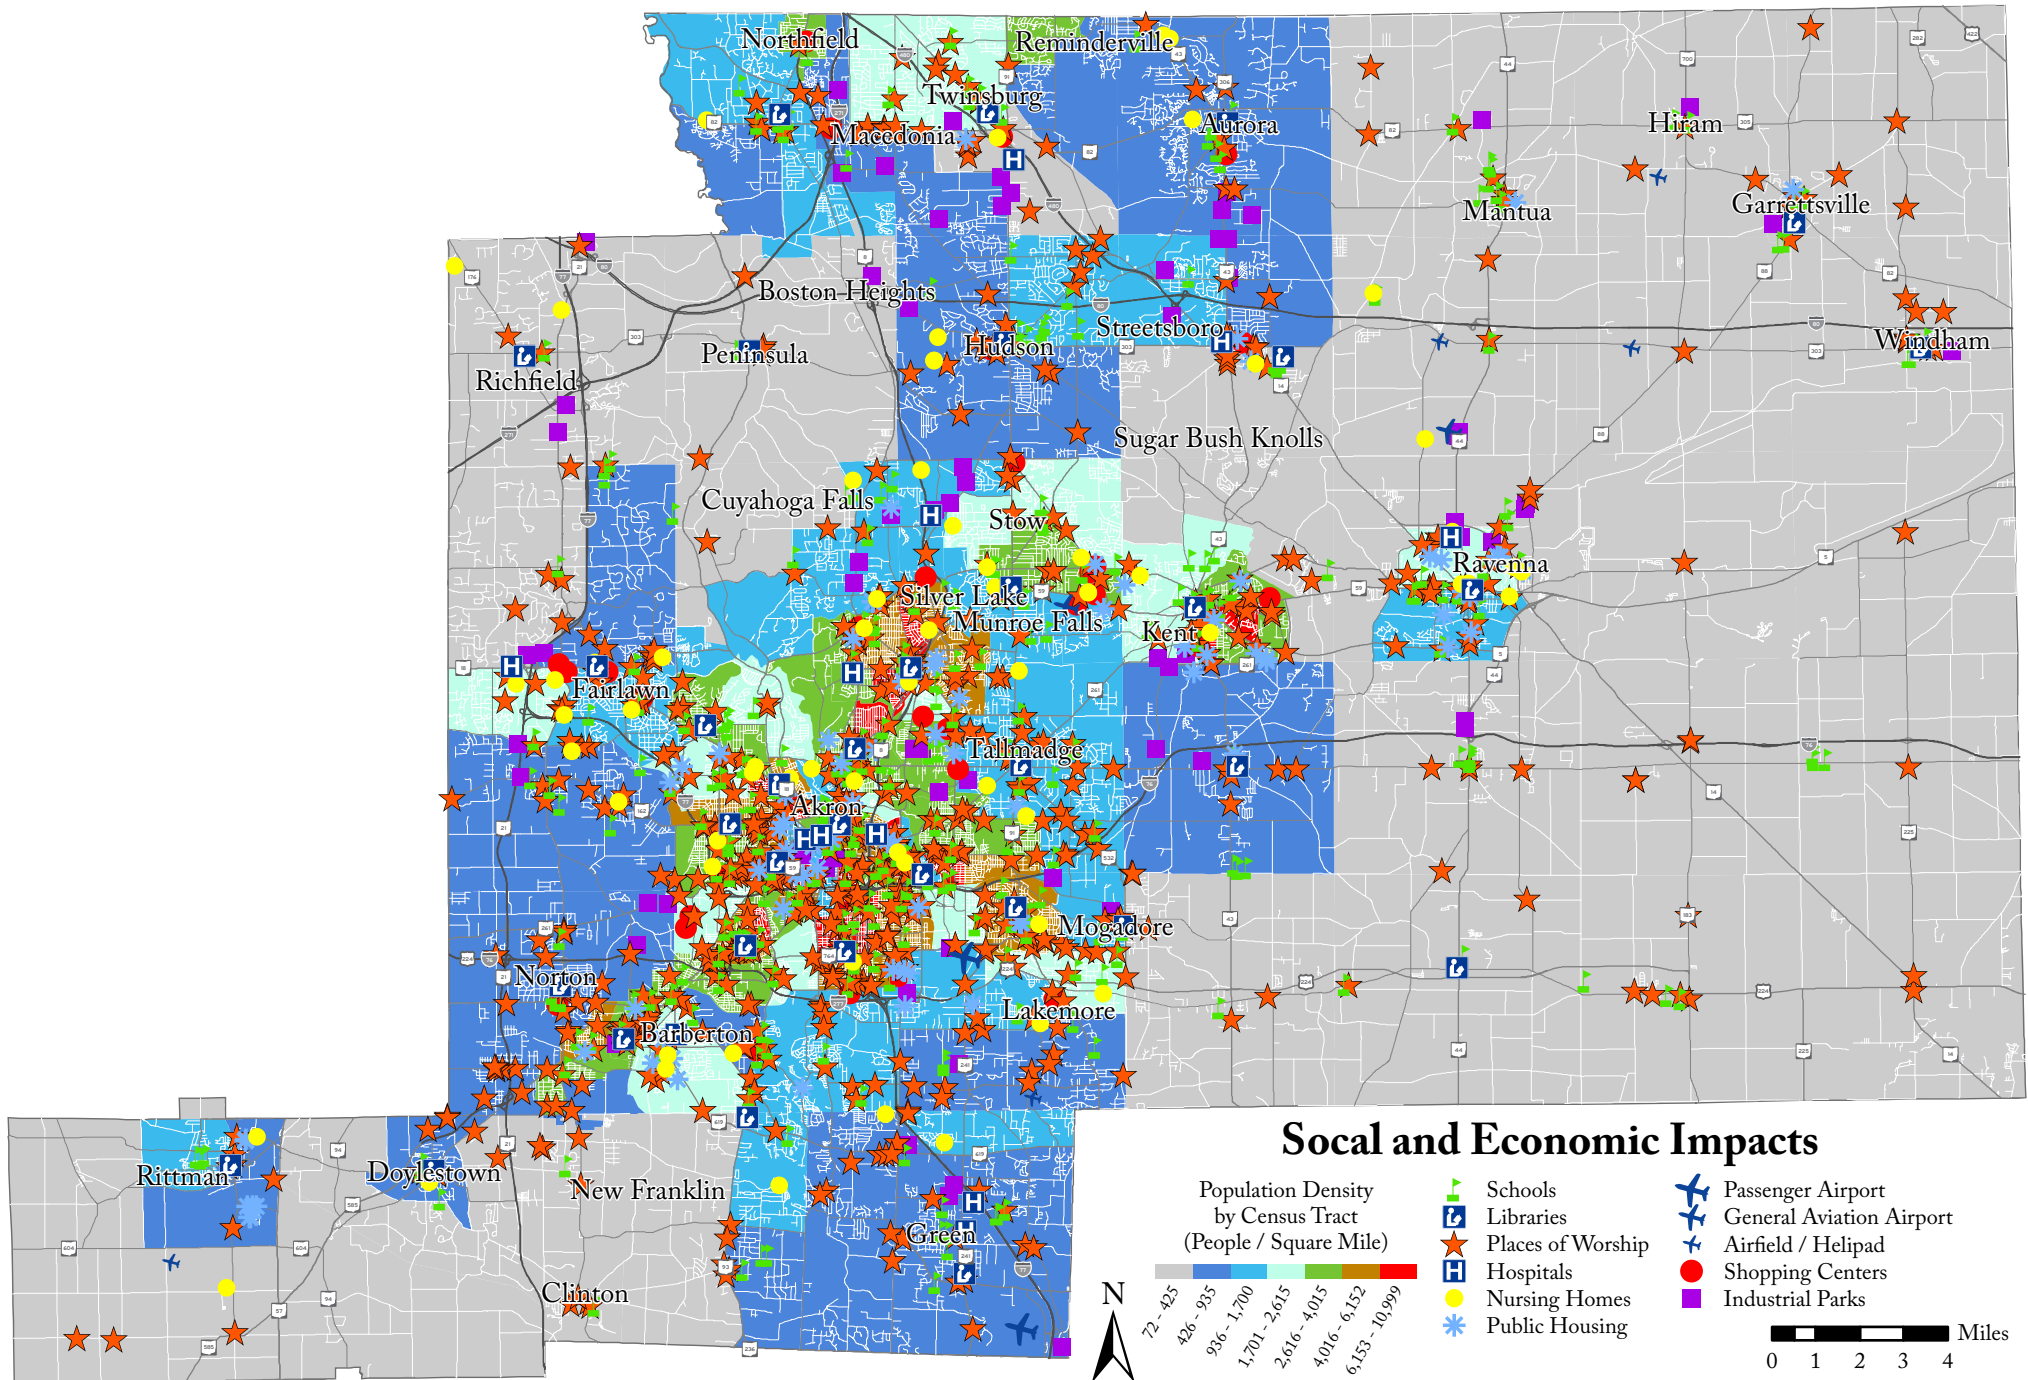 Northfield
Reminderville
Twinsburg
Macedonia
Aurora
Hiram
Mantua
Garrettsville
Boston Heights
Streetsboro
Hudson
Peninsula
Richfield
Windham
Sugar Bush Knolls
Cuyahoga Falls
Stow
Ravenna
Silver Lake
Munroe Falls
Kent
Fairlawn
Tallmadge
Akron
Mogadore
Norton
Lakemore
Barberton
Rittman
Doylestown
New Franklin
Green
Clinton
Socal and Economic Impacts
Population Density
by Census Tract
(People / Square Mile)
72 - 425
426 - 935
936 - 1,700
1,701 - 2,615
2,616 - 4,015
4,016 - 6,152
6,153 - 10,999
Schools
Libraries
Places of Worship
Hospitals
Nursing Homes
Public Housing
Passenger Airport
General Aviation Airport
Airfield / Helipad
Shopping Centers
Industrial Parks
N
Miles
0 1 2 3 4